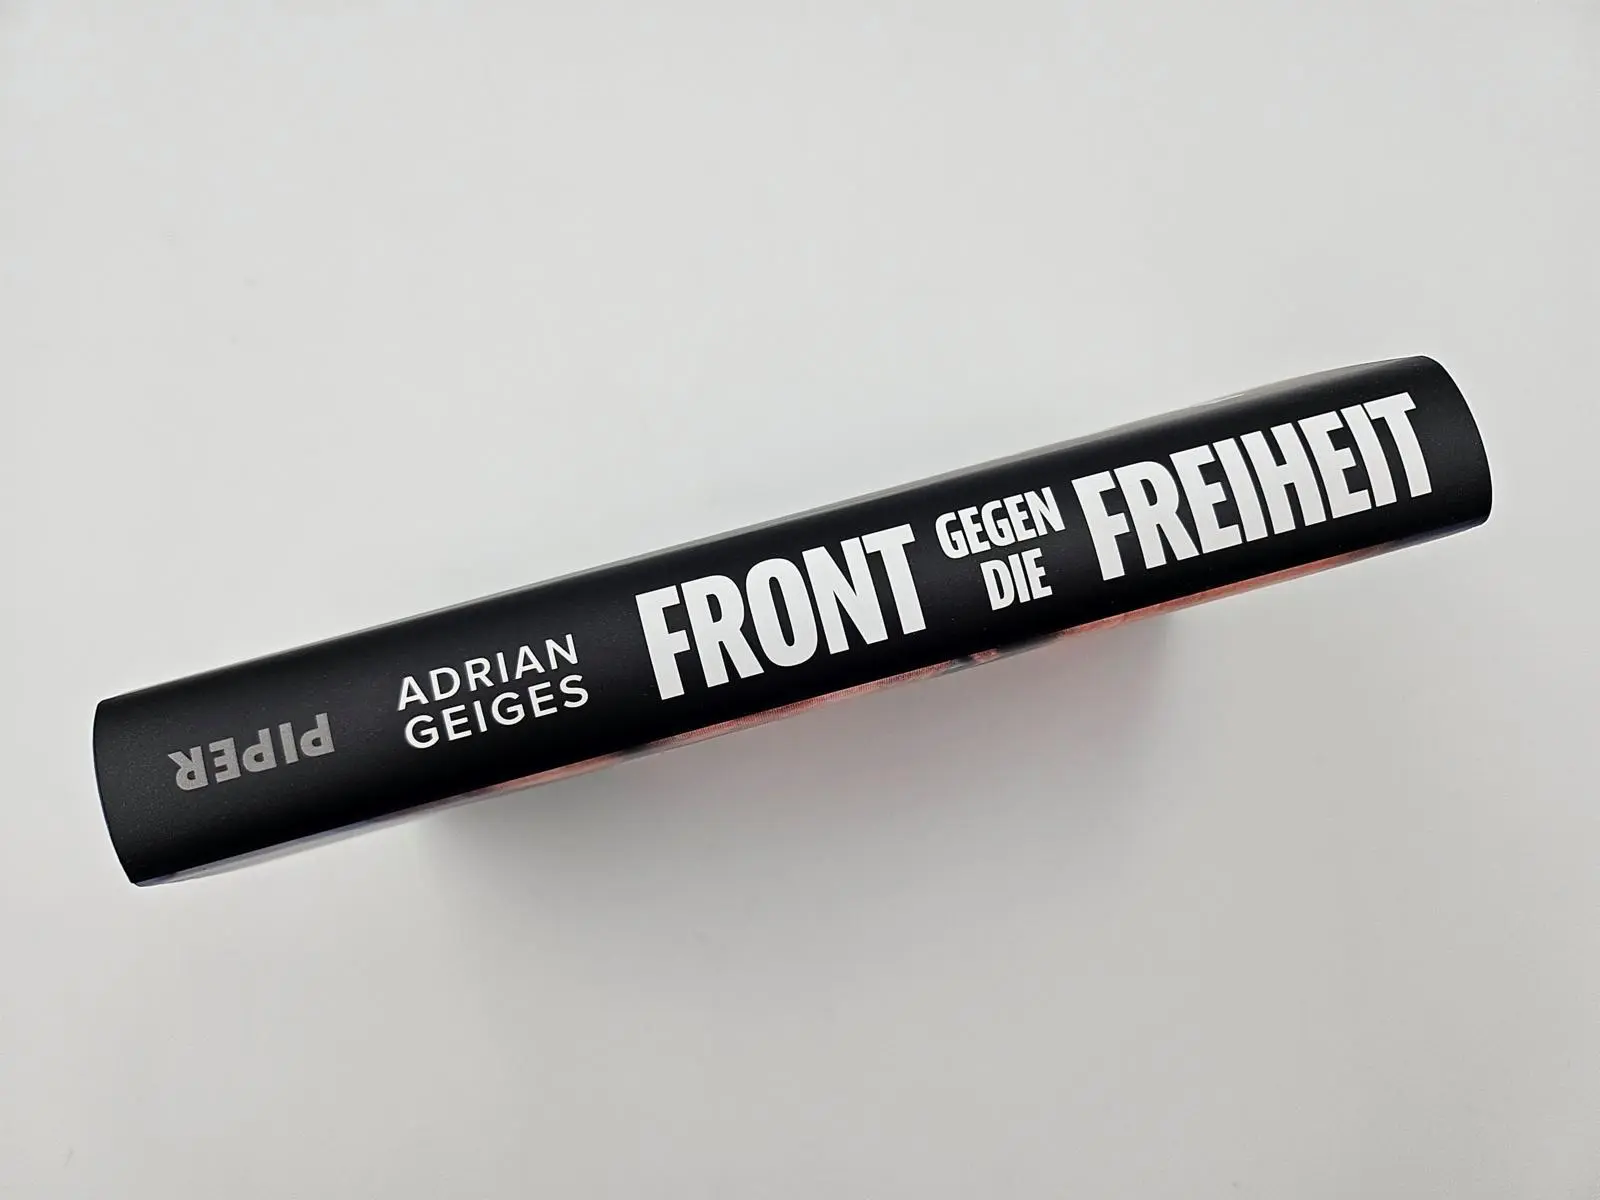 PIPER
ADRIAN
GEIGES
FRONT
GEGEN
DIE
FREIHEIT